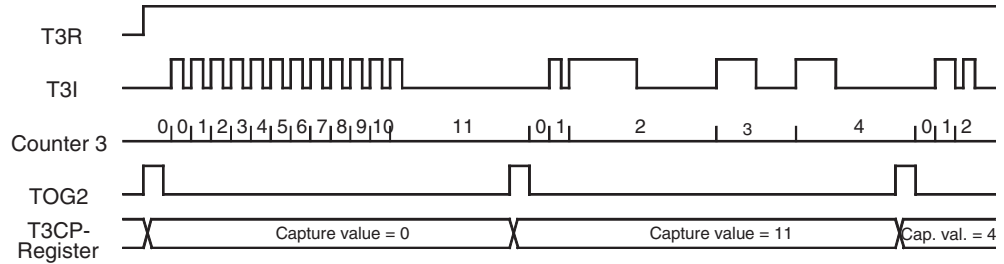 T3R
T3I
Counter 3
0 0 1 2 3 4 5 6 7 8 9 10 11 0 1 2 3 4 0 1 2
TOG2
T3CP-
Register
Capture value = 0
Capture value = 11
Cap. val. = 4